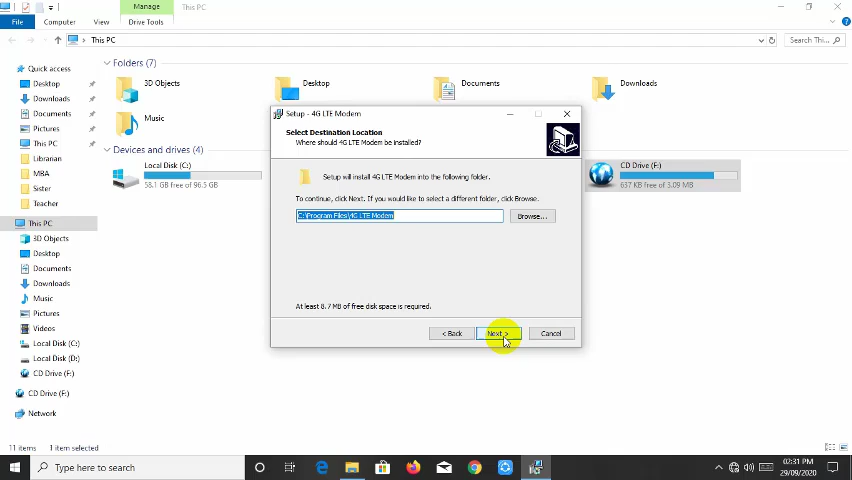 Manage
This PC
File
Computer
View
Drive Tools
This PC
Search Thi...
Quick access
Desktop
Downloads
Documents
Pictures
This PC
Libranan
MBA
Sister
Teacher
This PC
3D Objects
Desktop
Documents
Downloads
Music
Pictures
Videos
Local Disk (C:)
Local Disk (D:)
CD Drive (F:)
CD Drive (F:)
Network
Folders (7)
3D Objects
Desktop
Documents
Downloads
Music
Devices and drives (4)
Local Disk (C:)
58.1 GB free of 96.5 GB
CD Drive (F:)
637 KB free of 5.09 MB
Setup - 4G LTE Modem
Select Destination Location
Where should 4G LTE Modem be installed?
Setup will install 4G LTE Modem into the following folder.
To continue, click Next. If you would like to select a different folder, click Browse.
C:\Program Files\4G LTE Modem
Browse...
At least 8.7 MB of free disk space is required.
< Back
Next >
Cancel
11 items
1 item selected
Type here to search
02:31 PM
29/09/2020